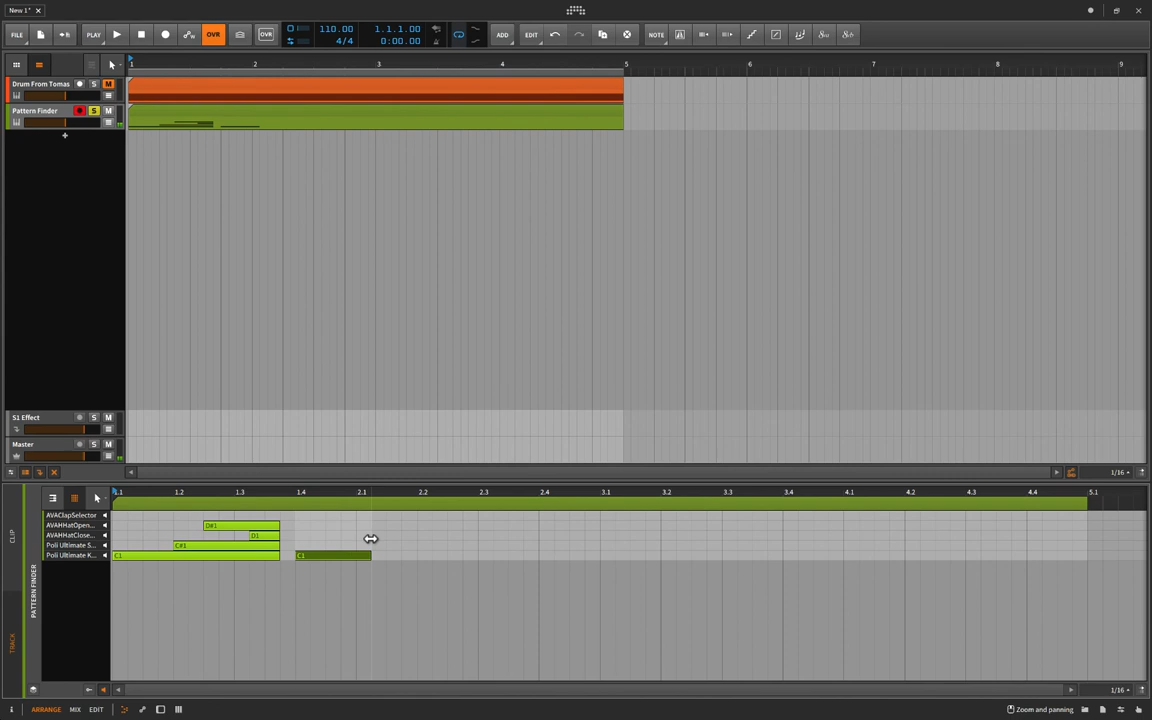 New 1*
FILE PLAY OVR OVR 110.00 1.1.1.00 ADD EDIT NOTE
4/4 0:00.00
1 2 3 4 5 6 7 8 9
Drum From Tomas S M
Pattern Finder S M
+
S1 Effect S M
Master S M
1/16
1.1 1.2 1.3 1.4 2.1 2.2 2.3 2.4 3.1 3.2 3.3 3.4 4.1 4.2 4.3 4.4 5.1
AVAClapSelector
AVAHHatOpen... D#1
AVAHHatClose... D1
Poli Ultimate S... C#1
Poli Ultimate K... C1 C1
CLIP
TRACK
PATTERN FINDER
1/16
i ARRANGE MIX EDIT Zoom and panning